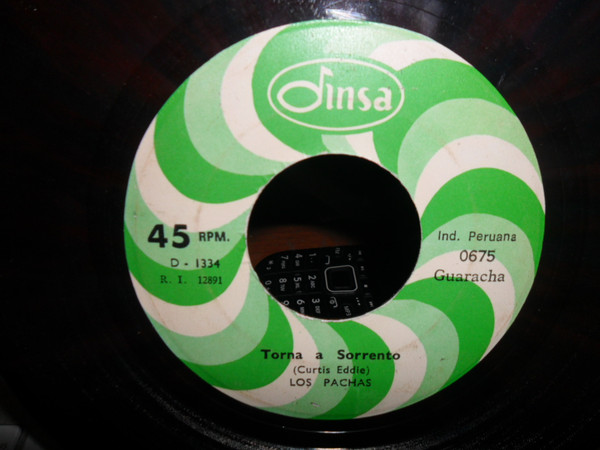 dinsa
45 RPM.
D - 1334
R. I. 12891
Ind. Peruana
0675
Guaracha
Torna a Sorrento
(Curtis Eddie)
LOS PACHAS